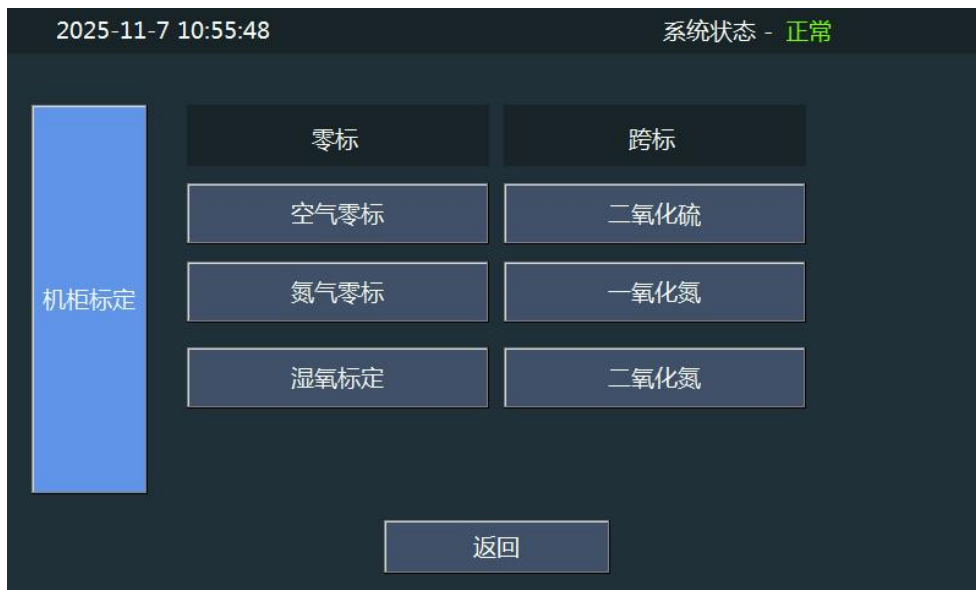 2025-11-7 10:55:48 系统状态 - 正常
零标 跨标
空气零标 二氧化硫
机柜标定 氮气零标 一氧化氮
湿氧标定 二氧化氮
返回